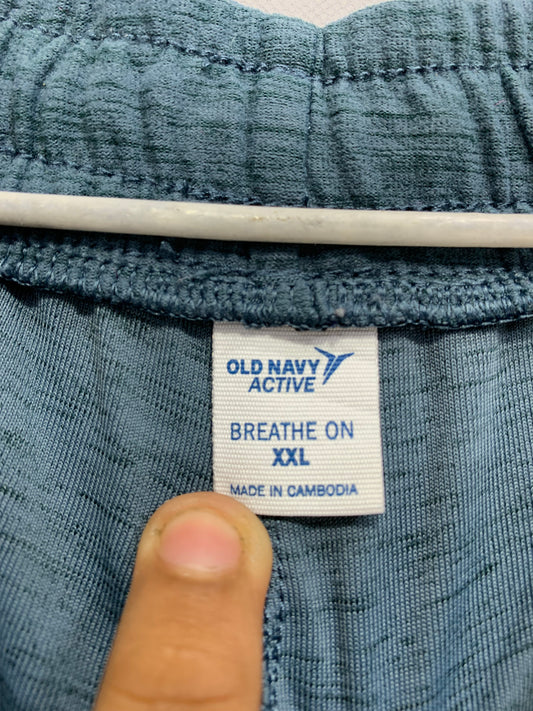 OLD NAVY
ACTIVE
BREATHE ON
XXL
MADE IN CAMBODIA